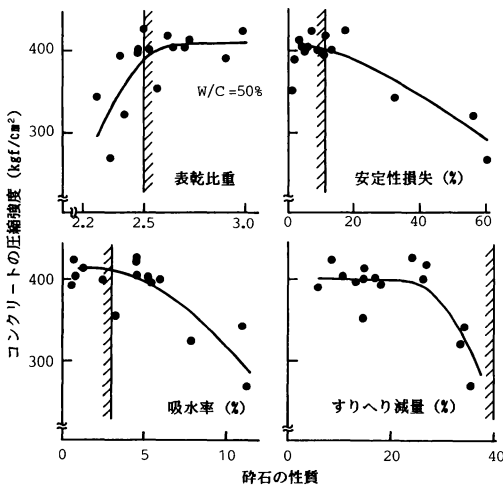 コンクリートの圧縮強度 (kgf/cm²)
400
300
W/C=50%
表乾比重
2.2 2.5 3.0
安定性損失 (%)
0 20 40 60
400
300
吸水率 (%)
0 5 10
すりへり減量 (%)
0 20 40
砕石の性質